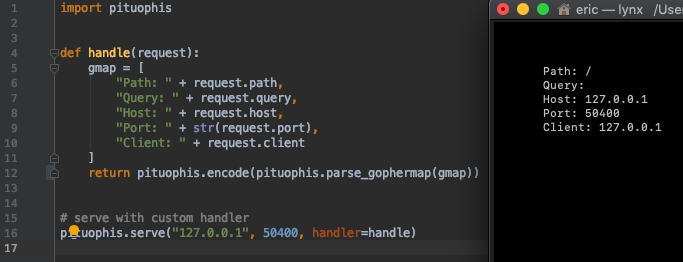 1 import pituophis
2
3
4 def handle(request):
5 gmap = [
6 "Path: " + request.path,
7 "Query: " + request.query,
8 "Host: " + request.host,
9 "Port: " + str(request.port),
10 "Client: " + request.client
11 ]
12 return pituophis.encode(pituophis.parse_gophermap(gmap))
13
14
15 # serve with custom handler
16 pituophis.serve("127.0.0.1", 50400, handler=handle)
17
eric — lynx /User
Path: /
Query:
Host: 127.0.0.1
Port: 50400
Client: 127.0.0.1